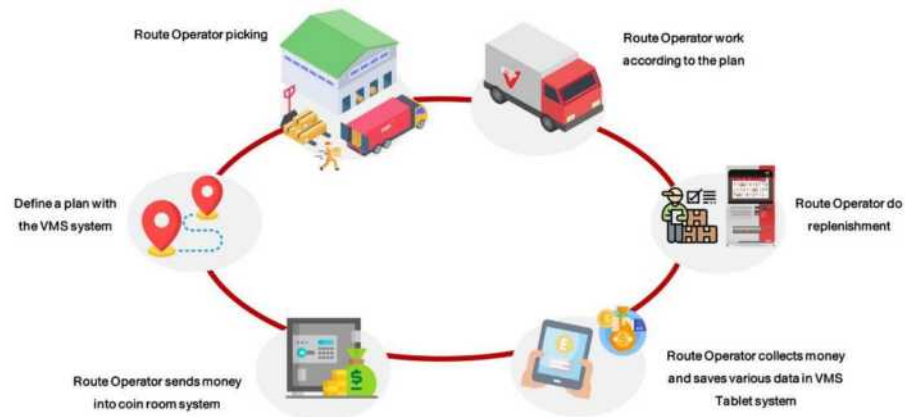 Route Operator picking
Route Operator work
according to the plan
Define a plan with
the VMS system
Route Operator do
replenishment
Route Operator sends money
into coin room system
Route Operator collects money
and saves various data in VMS
Tablet system